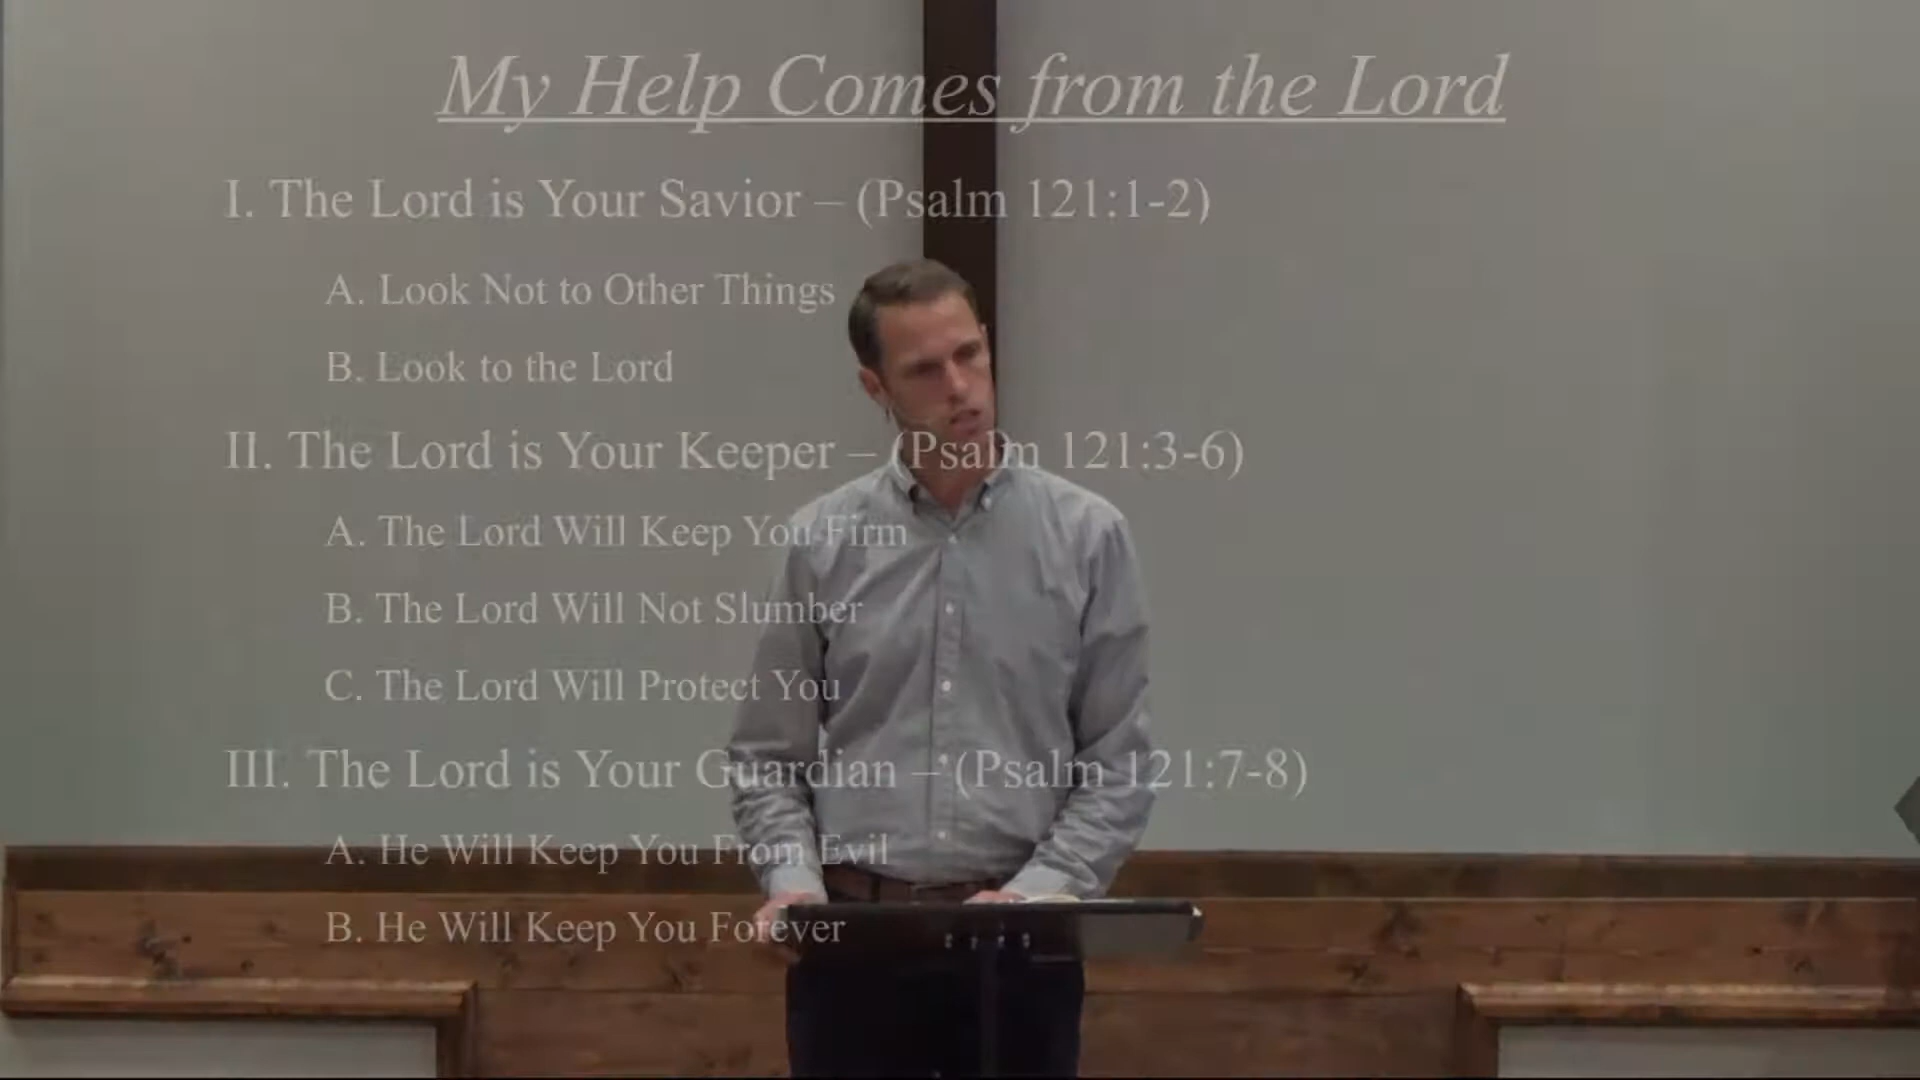 My Help Comes from the Lord
I. The Lord is Your Savior – (Psalm 121:1-2)
A. Look Not to Other Things
B. Look to the Lord
II. The Lord is Your Keeper – (Psalm 121:3-6)
A. The Lord Will Keep You Firm
B. The Lord Will Not Slumber
C. The Lord Will Protect You
III. The Lord is Your Guardian – (Psalm 121:7-8)
A. He Will Keep You From Evil
B. He Will Keep You Forever